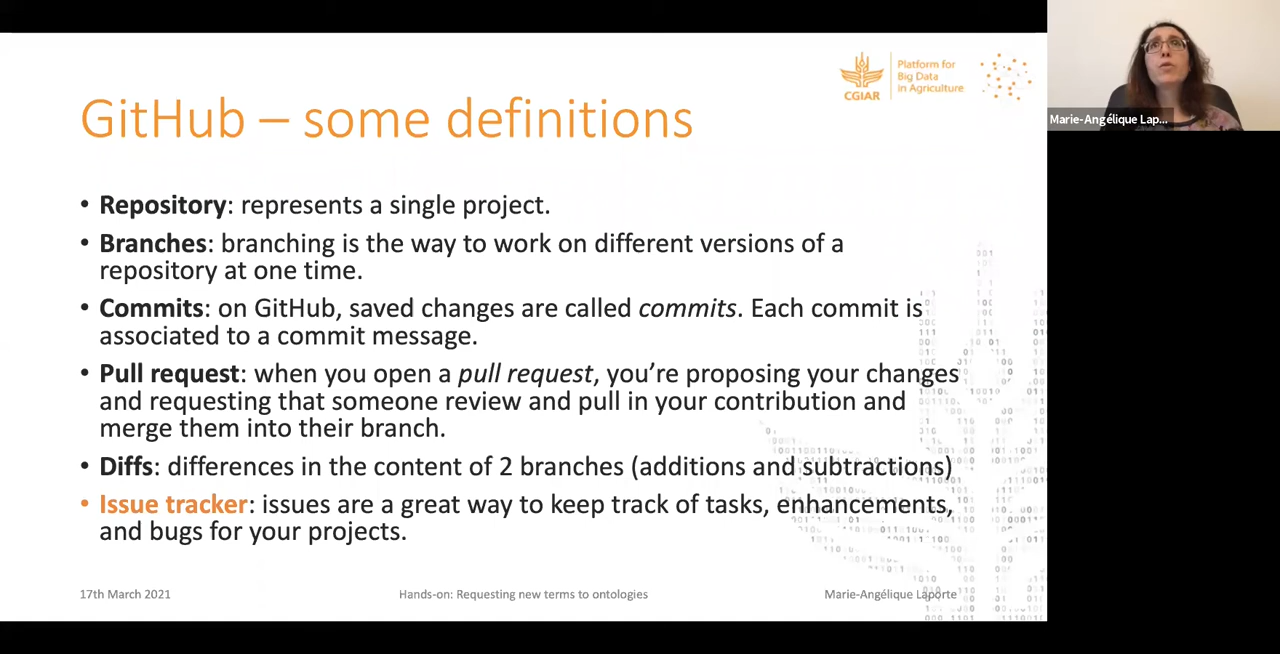 CGIAR
Platform for
Big Data
in Agriculture
Marie-Angélique Lap...
GitHub – some definitions
• Repository: represents a single project.
• Branches: branching is the way to work on different versions of a
repository at one time.
• Commits: on GitHub, saved changes are called commits. Each commit is
associated to a commit message.
• Pull request: when you open a pull request, you’re proposing your changes
and requesting that someone review and pull in your contribution and
merge them into their branch.
• Diffs: differences in the content of 2 branches (additions and subtractions)
• Issue tracker: issues are a great way to keep track of tasks, enhancements,
and bugs for your projects.
17th March 2021
Hands-on: Requesting new terms to ontologies
Marie-Angélique Laporte